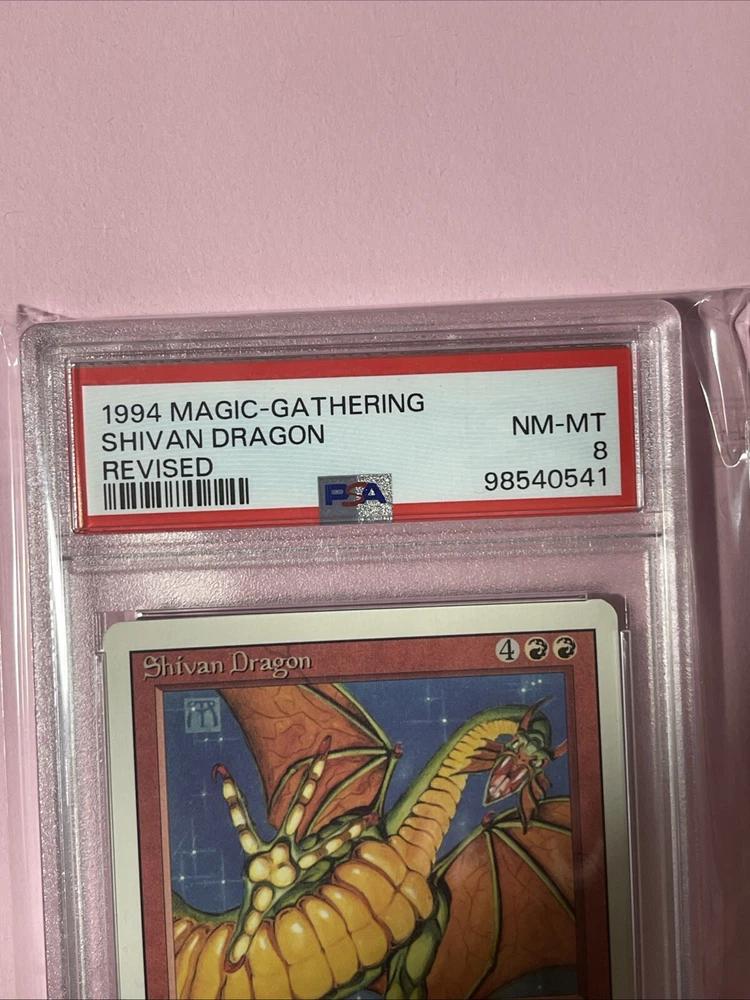 1994 MAGIC-GATHERING
SHIVAN DRAGON
REVISED
NM-MT
8
98540541
PSA
Shivan Dragon
4